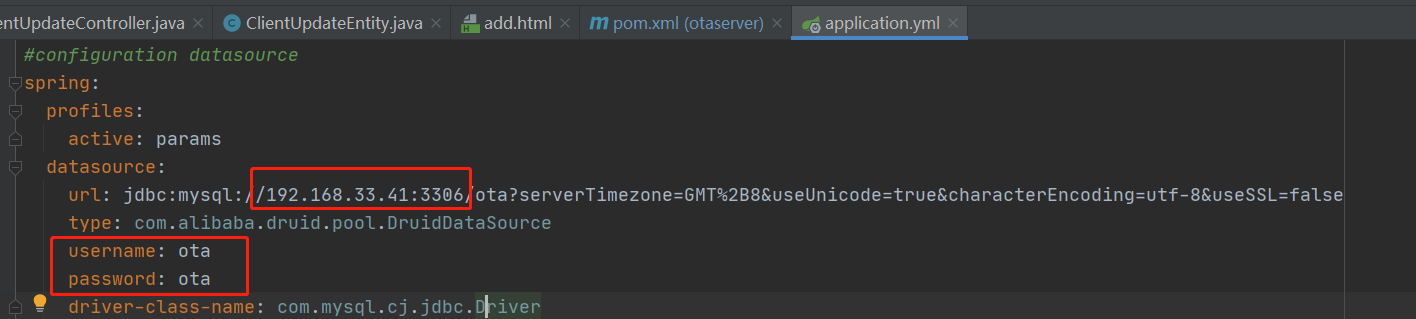 entUpdateController.java ClientUpdateEntity.java add.html pom.xml (otaserver) application.yml
#configuration datasource
spring:
profiles:
active: params
datasource:
url: jdbc:mysql://192.168.33.41:3306/ota?serverTimezone=GMT%2B8&useUnicode=true&characterEncoding=utf-8&useSSL=false
type: com.alibaba.druid.pool.DruidDataSource
username: ota
password: ota
driver-class-name: com.mysql.cj.jdbc.Driver